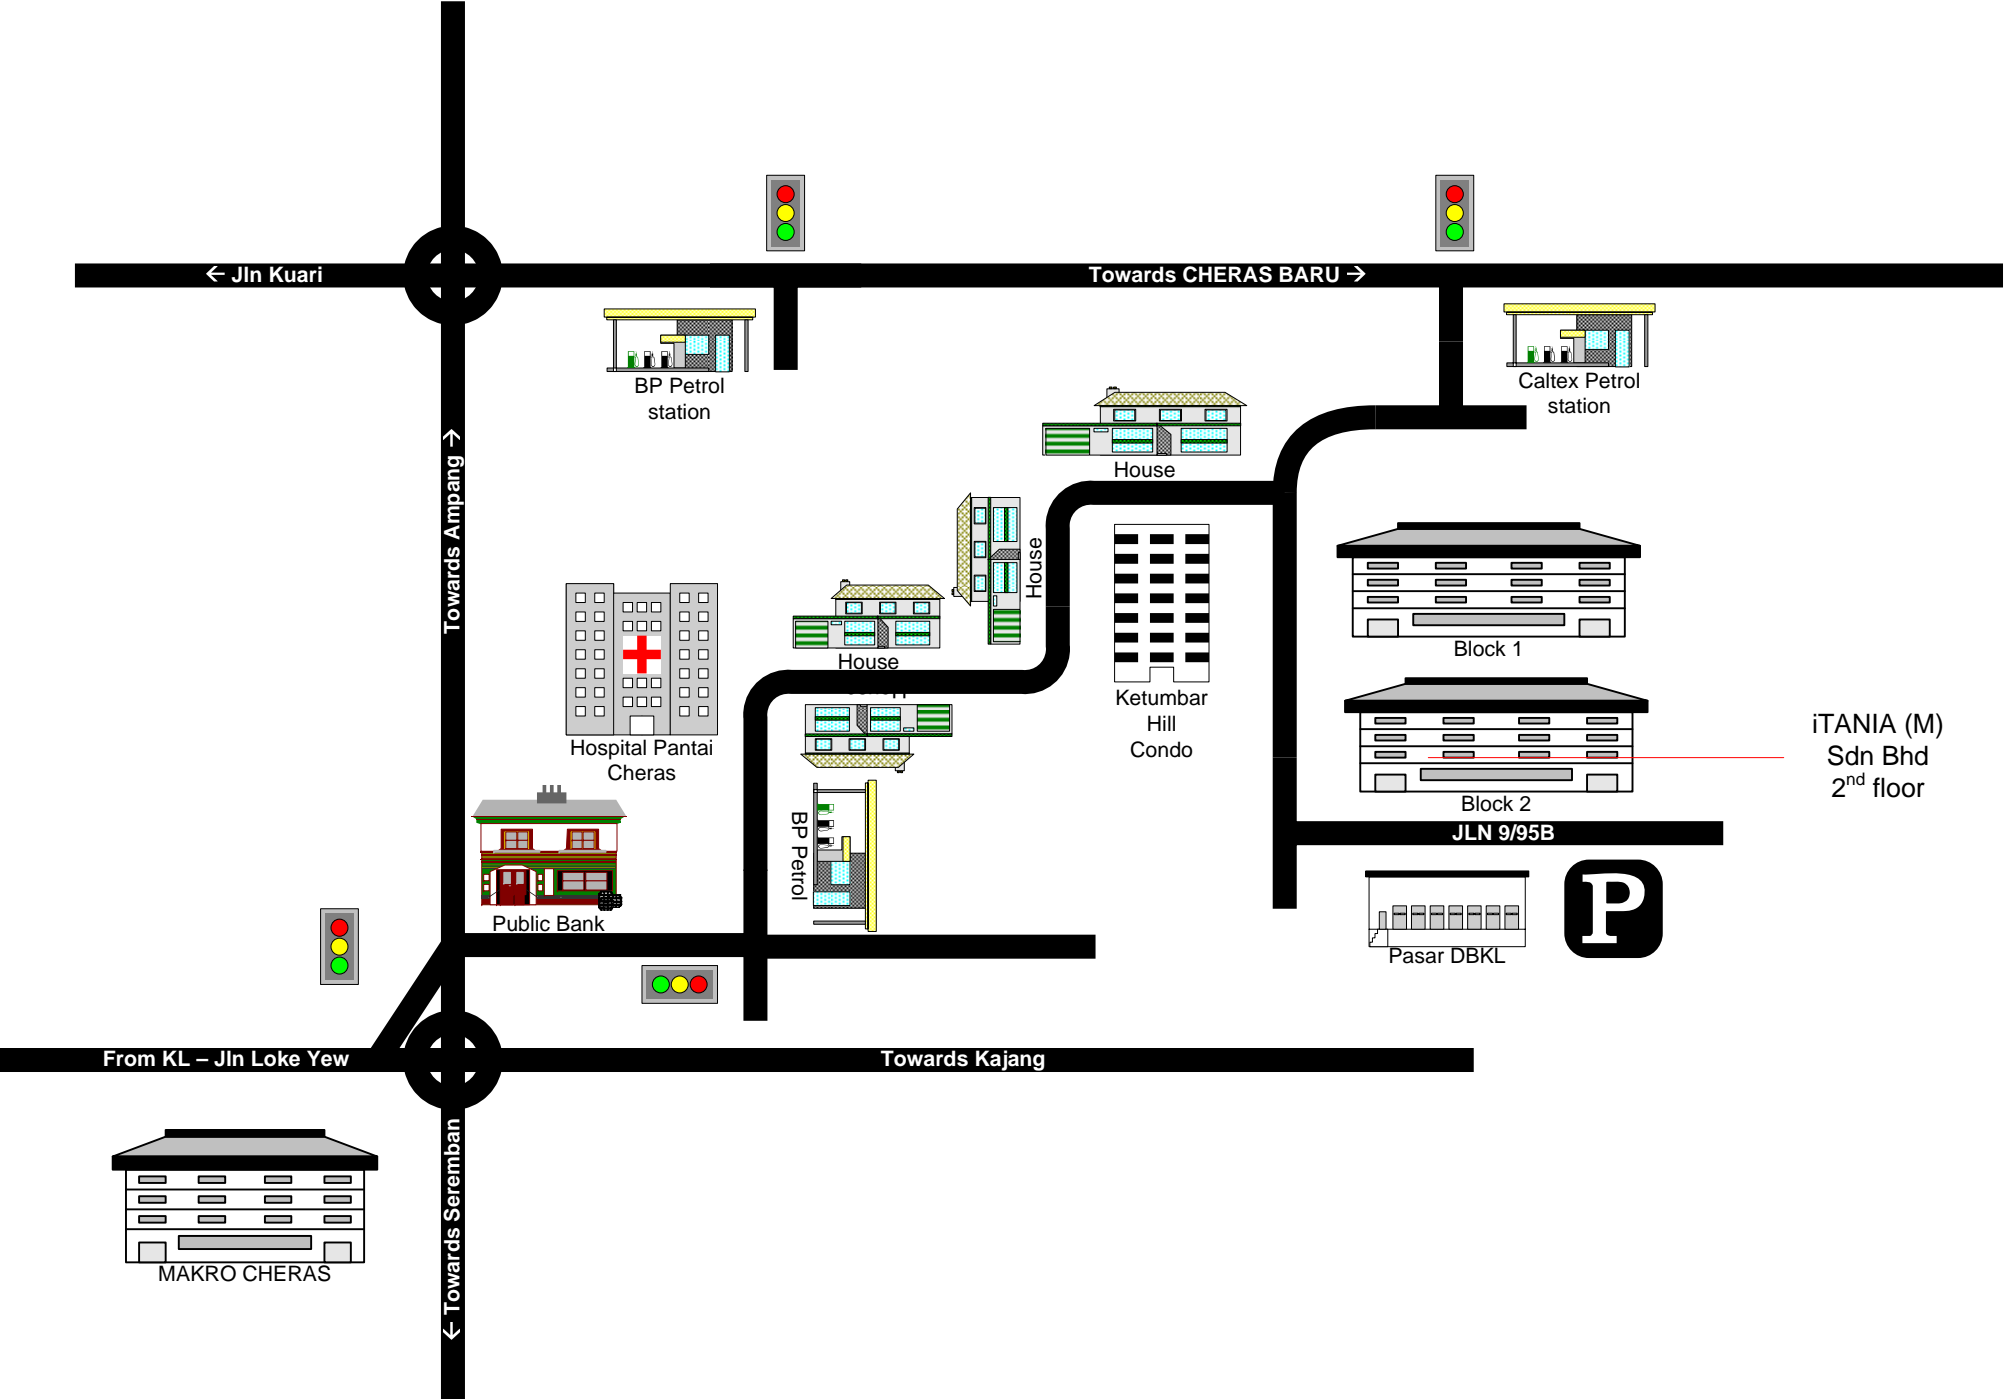 ← Jln Kuari
Towards CHERAS BARU →
BP Petrol
station
Caltex Petrol
station
Towards Ampang →
House
House
House
Block 1
Hospital Pantai
Cheras
Ketumbar
Hill
Condo
iTANIA (M)
Sdn Bhd
2nd floor
Block 2
JLN 9/95B
BP Petrol
Public Bank
P
Pasar DBKL
From KL – Jln Loke Yew
Towards Kajang
← Towards Seremban
MAKRO CHERAS